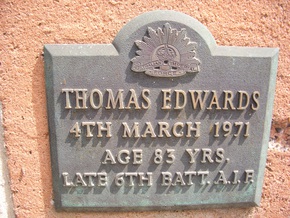 THOMAS EDWARDS
4TH MARCH 1971
AGE 83 YRS.
LATE 6TH BATT. A.I.F.